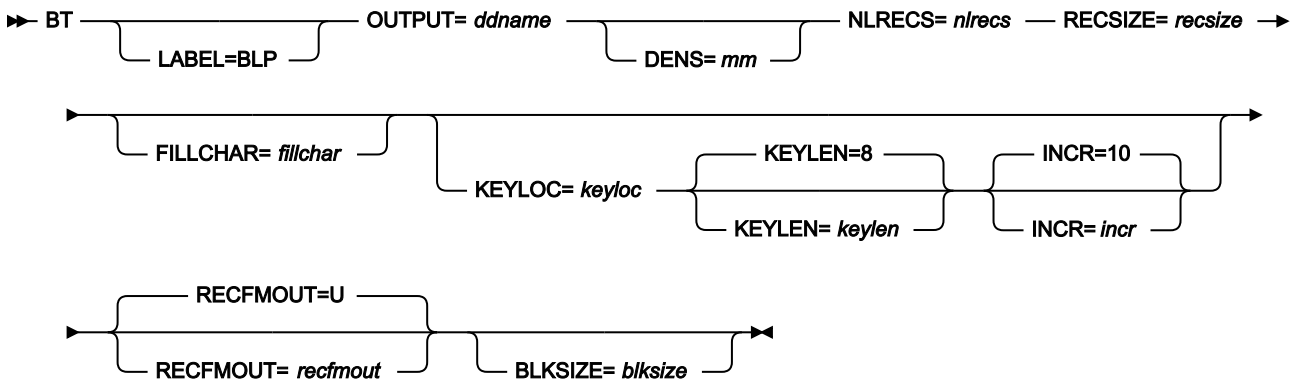 BT OUTPUT= ddname NLRECS= nlrecs RECSIZE= recsize
LABEL=BLP DENS= mm
FILLCHAR= fillchar KEYLEN=8 INCR=10
KEYLOC= keyloc
KEYLEN= keylen INCR= incr
RECFMOUT=U
RECFMOUT= recfmout BLKSIZE= blksize